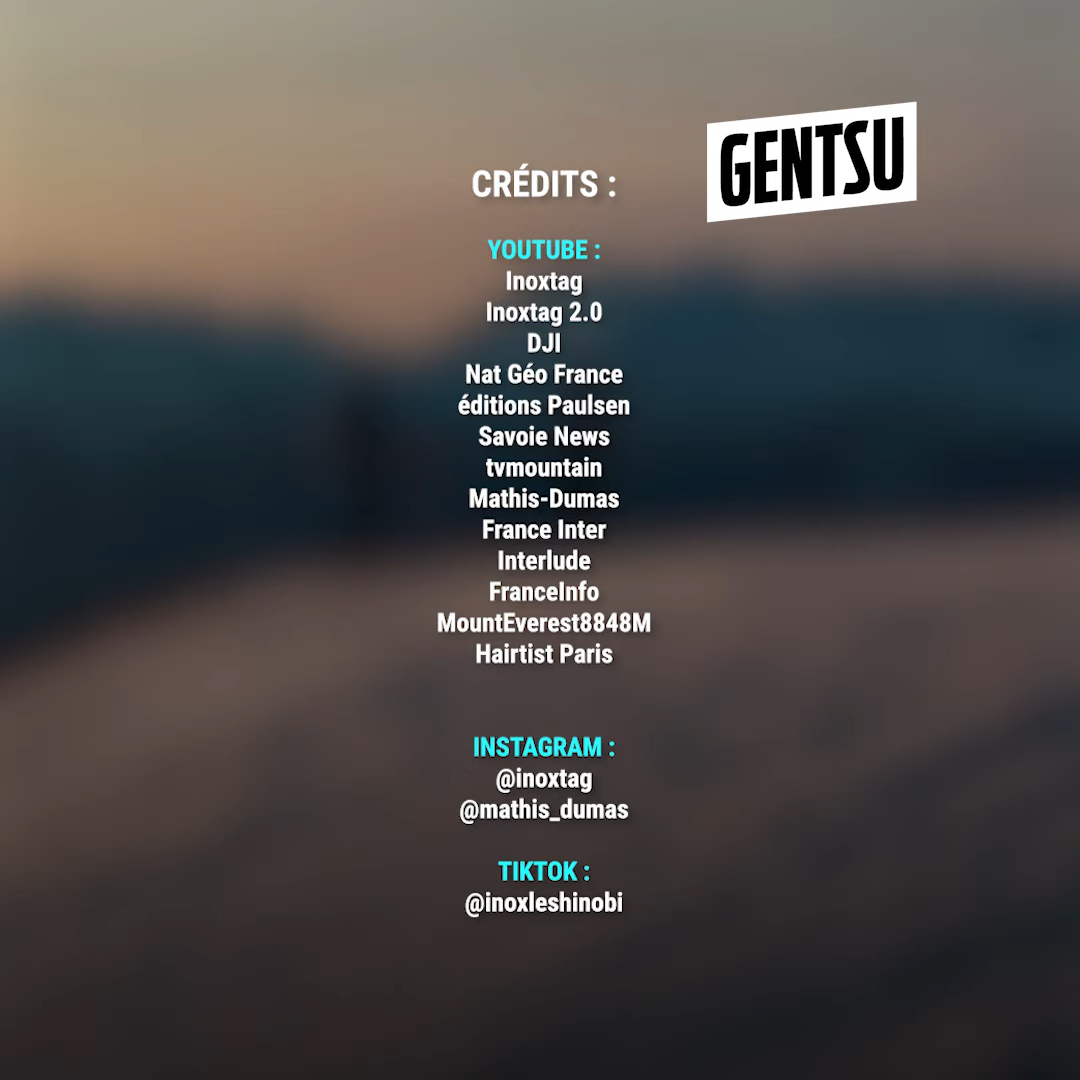 GENTSU
CRÉDITS :
YOUTUBE :
Inoxtag
Inoxtag 2.0
DJI
Nat Géo France
éditions Paulsen
Savoie News
tvmountain
Mathis-Dumas
France Inter
Interlude
FranceInfo
MountEverest8848M
Hairtist Paris
INSTAGRAM :
@inoxtag
@mathis_dumas
TIKTOK :
@inoxleshinobi